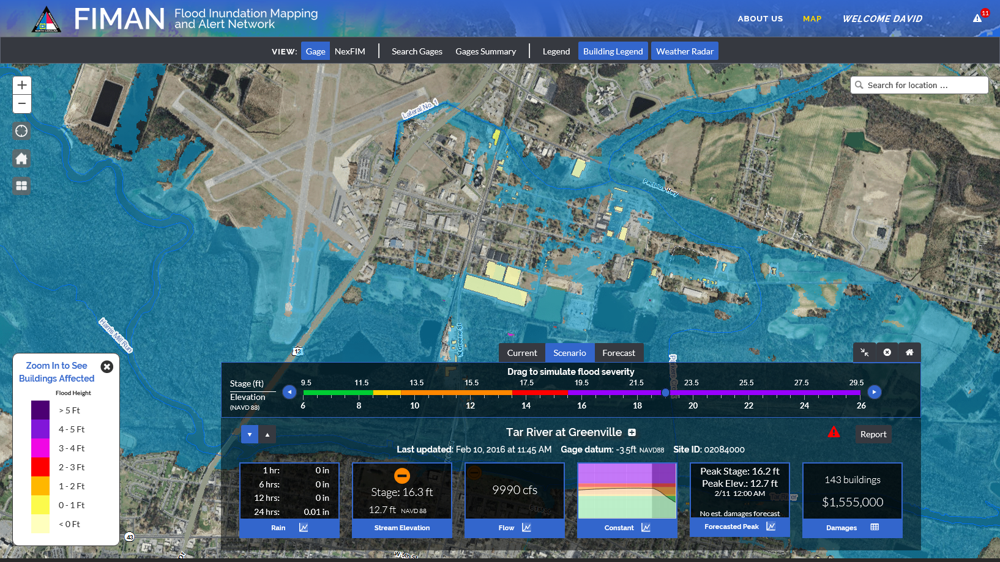 FIMAN
Flood Inundation Mapping
and Alert Network
NORTH CAROLINA
ABOUT US
MAP
WELCOME DAVID
11
VIEW:
Gage
NexFIM
Search Gages
Gages Summary
Legend
Building Legend
Weather Radar
+
−
Search for location ...
Lateral No. 1
Pactolus Hwy
Harris Mill Run
N Greene St
13
Zoom In to See
Buildings Affected
Flood Height
> 5 Ft
4 - 5 Ft
3 - 4 Ft
2 - 3 Ft
1 - 2 Ft
0 - 1 Ft
< 0 Ft
43
Current
Scenario
Forecast
Drag to simulate flood severity
Stage (ft)
9.5 11.5 13.5 15.5 17.5 19.5 21.5 23.5 25.5 27.5 29.5
Elevation
(NAVD 88)
6 8 10 12 14 16 18 20 22 24 26
Tar River at Greenville
Report
Last updated: Feb 10, 2016 at 11:45 AM Gage datum: -3.5ft NAVD88 Site ID: 02084000
1 hr: 0 in
6 hrs: 0 in
12 hrs: 0 in
24 hrs: 0.01 in
Rain
Stage: 16.3 ft
12.7 ft NAVD 88
Stream Elevation
9990 cfs
Flow
Constant
Peak Stage: 16.2 ft
Peak Elev.: 12.7 ft
2/11 12:00 AM
No est. damages forecast
Forecasted Peak
143 buildings
$1,555,000
Damages
Tar River
W 5th St